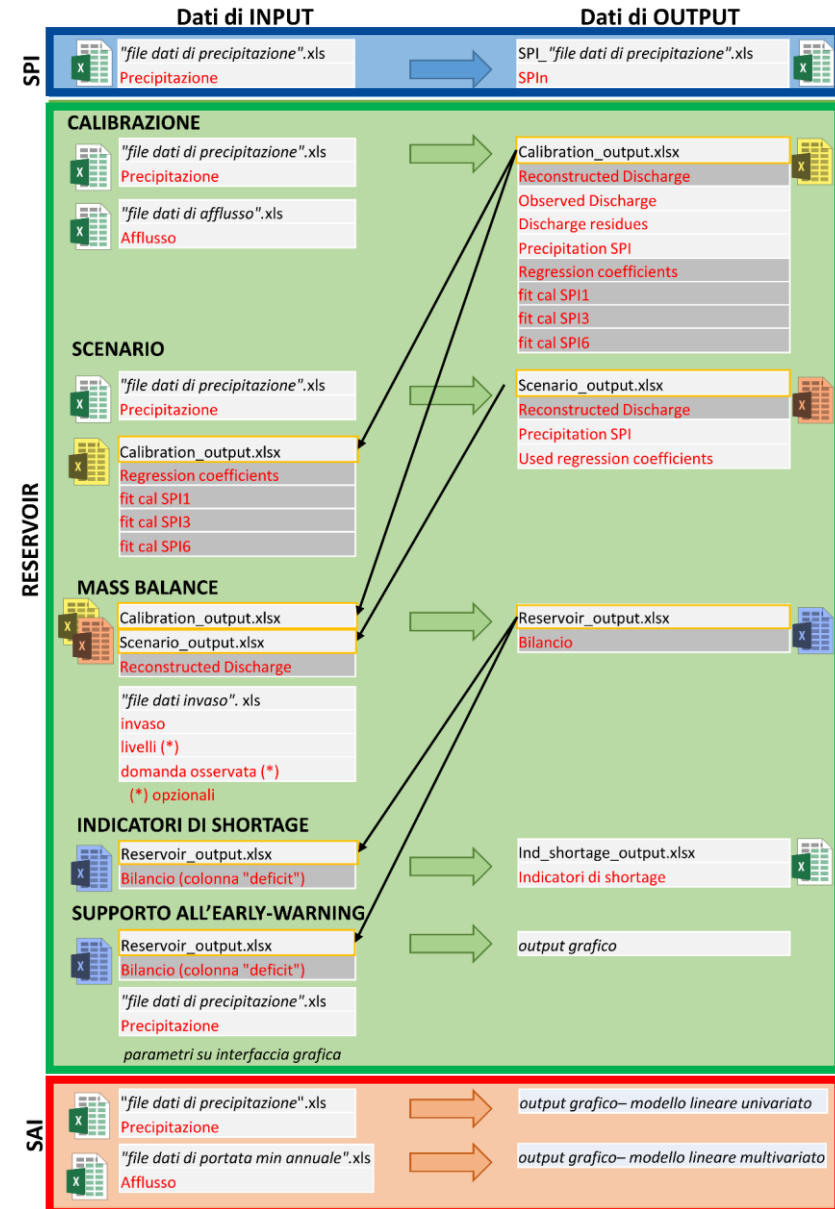 Dati di INPUT
Dati di OUTPUT
SPI
"file dati di precipitazione".xls
Precipitazione
SPI_"file dati di precipitazione".xls
SPIn
RESERVOIR
CALIBRAZIONE
"file dati di precipitazione".xls
Precipitazione
"file dati di afflusso".xls
Afflusso
Calibration_output.xlsx
Reconstructed Discharge
Observed Discharge
Discharge residues
Precipitation SPI
Regression coefficients
fit cal SPI1
fit cal SPI3
fit cal SPI6
SCENARIO
"file dati di precipitazione".xls
Precipitazione
Calibration_output.xlsx
Regression coefficients
fit cal SPI1
fit cal SPI3
fit cal SPI6
Scenario_output.xlsx
Reconstructed Discharge
Precipitation SPI
Used regression coefficients
MASS BALANCE
Calibration_output.xlsx
Scenario_output.xlsx
Reconstructed Discharge
"file dati invaso". xls
invaso
livelli (*)
domanda osservata (*)
(*) opzionali
Reservoir_output.xlsx
Bilancio
INDICATORI DI SHORTAGE
Reservoir_output.xlsx
Bilancio (colonna "deficit")
Ind_shortage_output.xlsx
Indicatori di shortage
SUPPORTO ALL'EARLY-WARNING
Reservoir_output.xlsx
Bilancio (colonna "deficit")
"file dati di precipitazione".xls
Precipitazione
parametri su interfaccia grafica
output grafico
SAI
"file dati di precipitazione".xls
Precipitazione
"file dati di portata min annuale".xls
Afflusso
output grafico– modello lineare univariato
output grafico– modello lineare multivariato